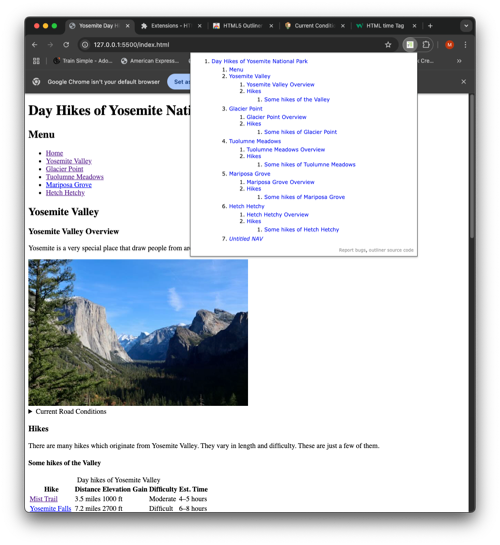 Yosemite Day H
Extensions - HT
HTML5 Outline
Current Conditi
HTML time Tag
127.0.0.1:5500/index.html
M
Train Simple - Ado...
American Express...
Cre...
Google Chrome isn't your default browser
Set as
Day Hikes of Yosemite Nati
1. Day Hikes of Yosemite National Park
1. Menu
2. Yosemite Valley
1. Yosemite Valley Overview
2. Hikes
1. Some hikes of the Valley
3. Glacier Point
1. Glacier Point Overview
2. Hikes
1. Some hikes of Glacier Point
4. Tuolumne Meadows
1. Tuolumne Meadows Overview
2. Hikes
1. Some hikes of Tuolumne Meadows
5. Mariposa Grove
1. Mariposa Grove Overview
2. Hikes
1. Some hikes of Mariposa Grove
6. Hetch Hetchy
1. Hetch Hetchy Overview
2. Hikes
1. Some hikes of Hetch Hetchy
7. Untitled NAV
Report bugs, outliner source code
Menu
• Home
• Yosemite Valley
• Glacier Point
• Tuolumne Meadows
• Mariposa Grove
• Hetch Hetchy
Yosemite Valley
Yosemite Valley Overview
Yosemite is a very special place that draw people from aro
Current Road Conditions
Hikes
There are many hikes which originate from Yosemite Valley. They vary in length and difficulty. These are just a few of them.
Some hikes of the Valley
Day hikes of Yosemite Valley
Hike Distance Elevation Gain Difficulty Est. Time
Mist Trail 3.5 miles 1000 ft Moderate 4–5 hours
Yosemite Falls 7.2 miles 2700 ft Difficult 6–8 hours